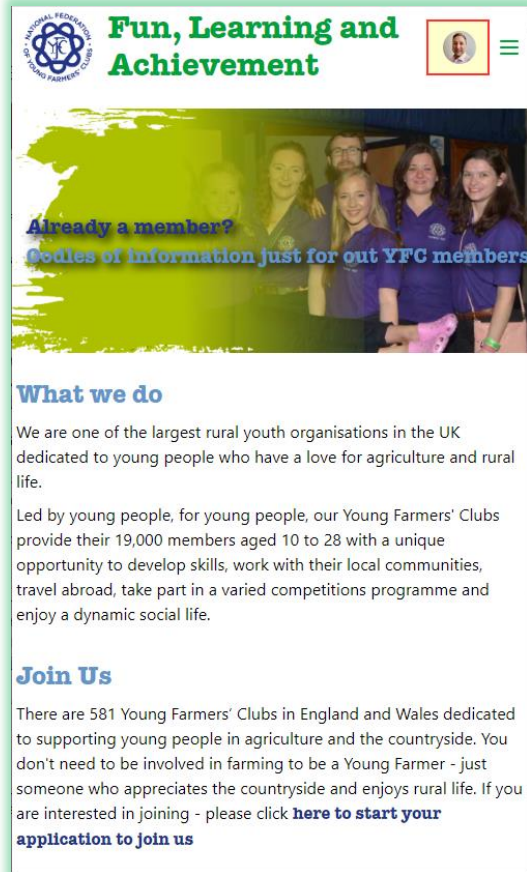 NATIONAL FEDERATION
OF YOUNG FARMERS' CLUBS
YFC
Fun, Learning and
Achievement
Already a member?
Oodles of information just for out YFC members
What we do
We are one of the largest rural youth organisations in the UK
dedicated to young people who have a love for agriculture and rural
life.
Led by young people, for young people, our Young Farmers' Clubs
provide their 19,000 members aged 10 to 28 with a unique
opportunity to develop skills, work with their local communities,
travel abroad, take part in a varied competitions programme and
enjoy a dynamic social life.
Join Us
There are 581 Young Farmers' Clubs in England and Wales dedicated
to supporting young people in agriculture and the countryside. You
don't need to be involved in farming to be a Young Farmer - just
someone who appreciates the countryside and enjoys rural life. If you
are interested in joining - please click here to start your
application to join us